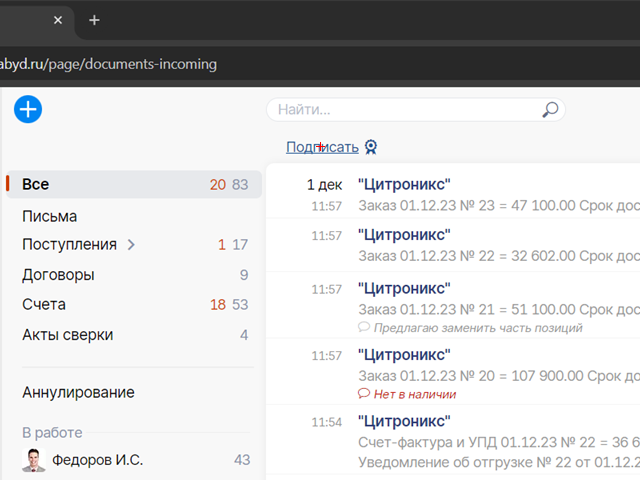 abyd.ru/page/documents-incoming
Найти...
Подписать
Все 20 83
Письма
Поступления 1 17
Договоры 9
Счета 18 53
Акты сверки 4
Аннулирование
В работе
Федоров И.С. 43
1 дек "Цитроникс"
11:57 Заказ 01.12.23 № 23 = 47 100.00 Срок дос
11:57 "Цитроникс"
Заказ 01.12.23 № 22 = 32 602.00 Срок дос
11:57 "Цитроникс"
Заказ 01.12.23 № 21 = 51 100.00 Срок дос
Предлагаю заменить часть позиций
11:57 "Цитроникс"
Заказ 01.12.23 № 20 = 107 900.00 Срок до
Нет в наличии
11:54 "Цитроникс"
Счет-фактура и УПД 01.12.23 № 22 = 36 6
Уведомление об отгрузке № 22 от 01.12.2